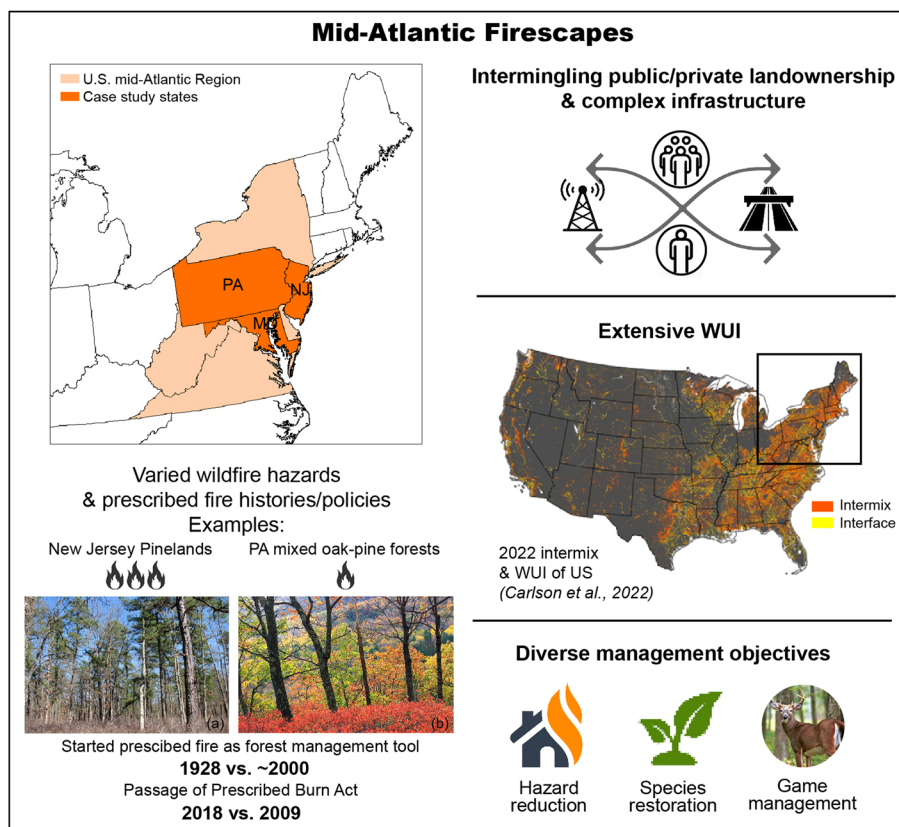 Mid-Atlantic Firescapes
U.S. mid-Atlantic Region
Case study states
PA
NJ
MD
Varied wildfire hazards
& prescribed fire histories/policies
Examples:
New Jersey Pinelands
PA mixed oak-pine forests
(a)
(b)
Started prescibed fire as forest management tool
1928 vs. ~2000
Passage of Prescribed Burn Act
2018 vs. 2009
Intermingling public/private landownership
& complex infrastructure
Extensive WUI
Intermix
Interface
2022 intermix
& WUI of US
(Carlson et al., 2022)
Diverse management objectives
Hazard
reduction
Species
restoration
Game
management